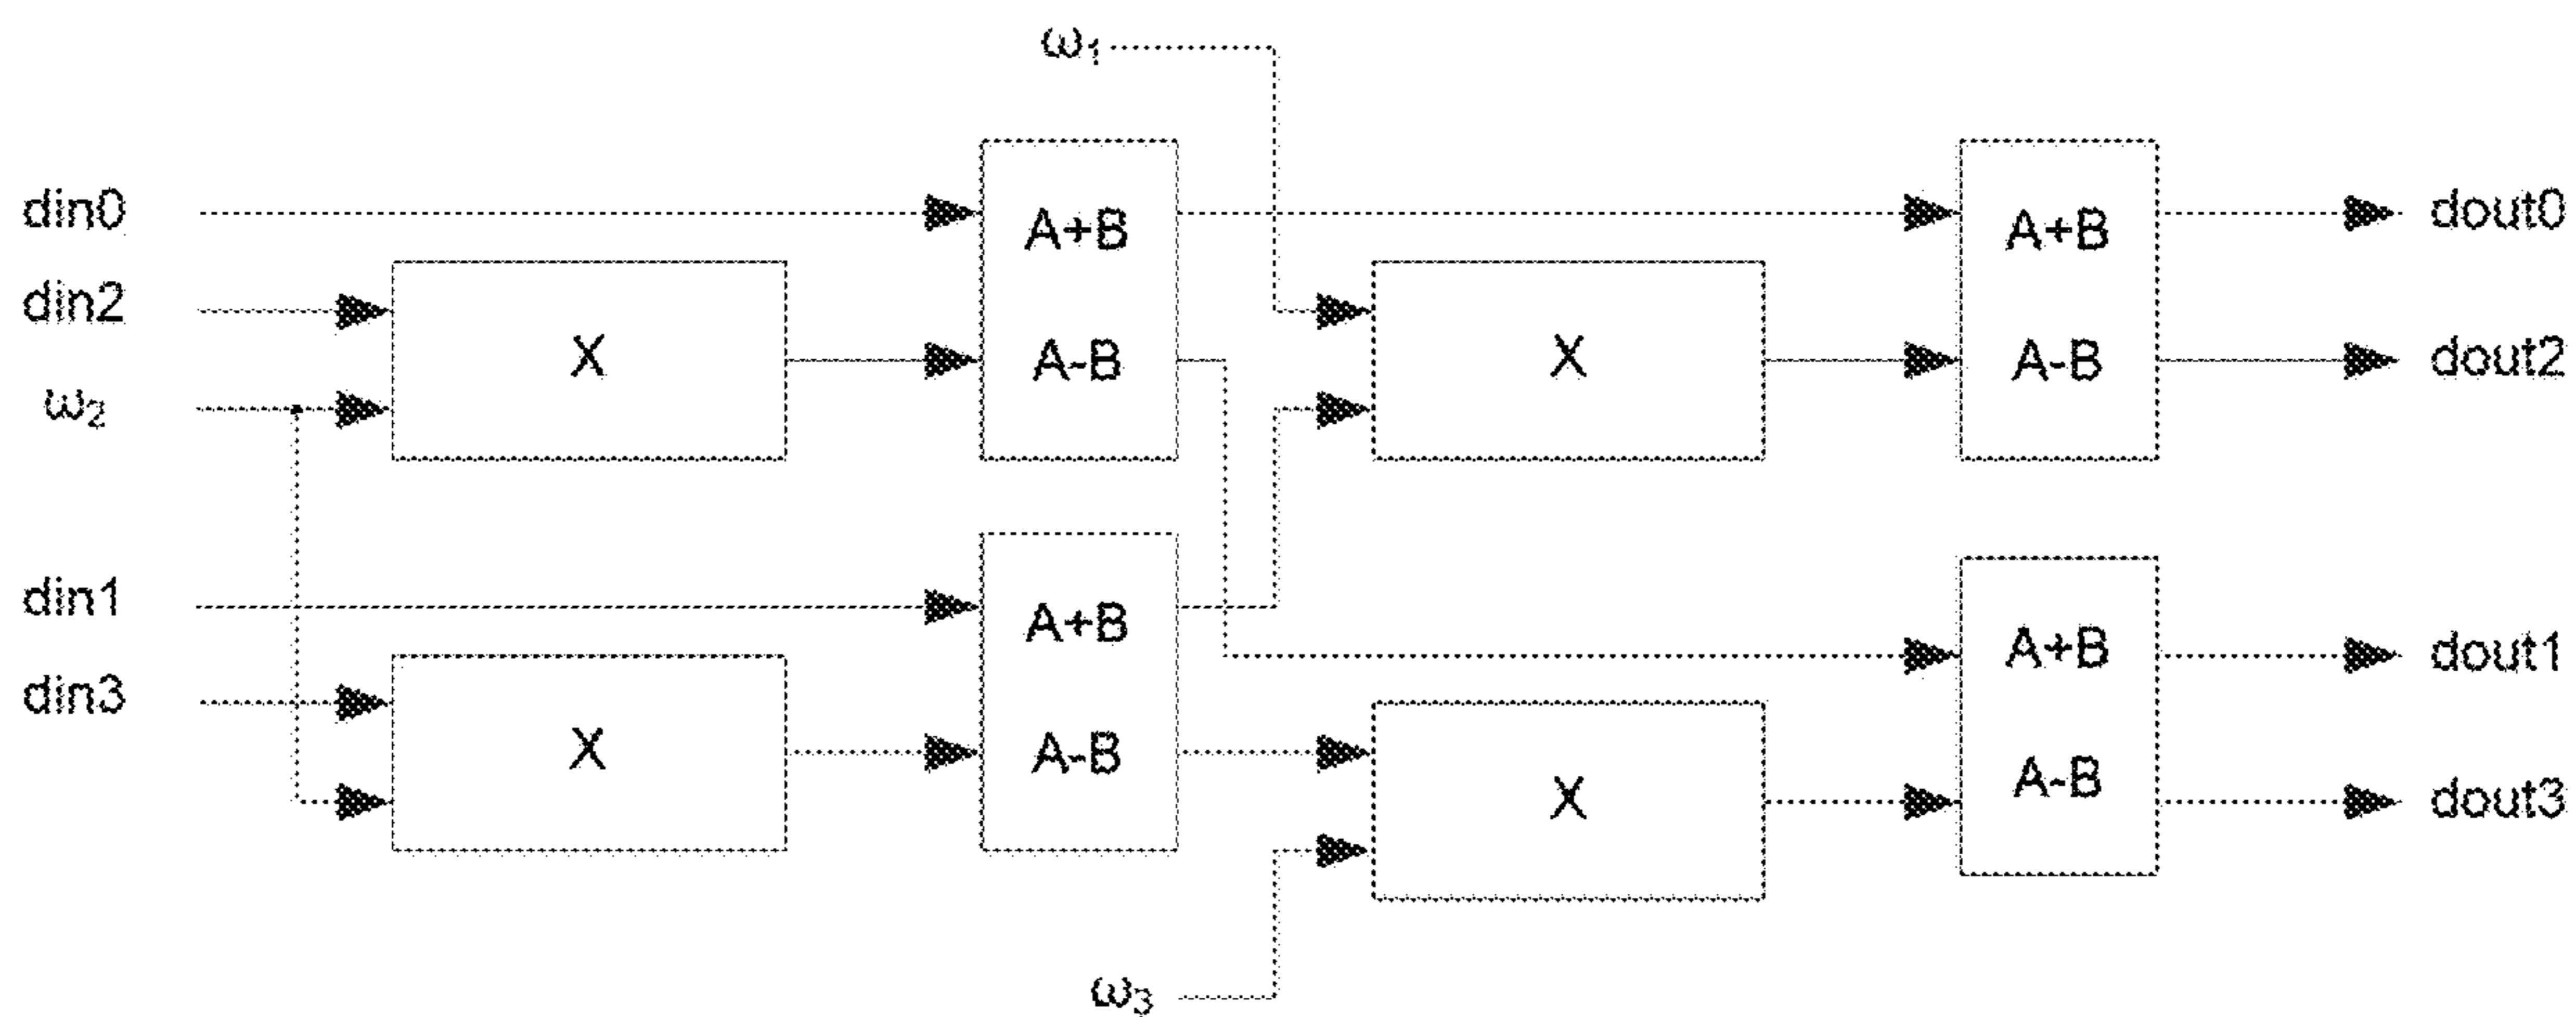 ω₁
din0
A+B
A+B
dout0
din2
X
A-B
X
A-B
dout2
ω₂
din1
A+B
A+B
dout1
din3
X
A-B
X
A-B
dout3
ω₃